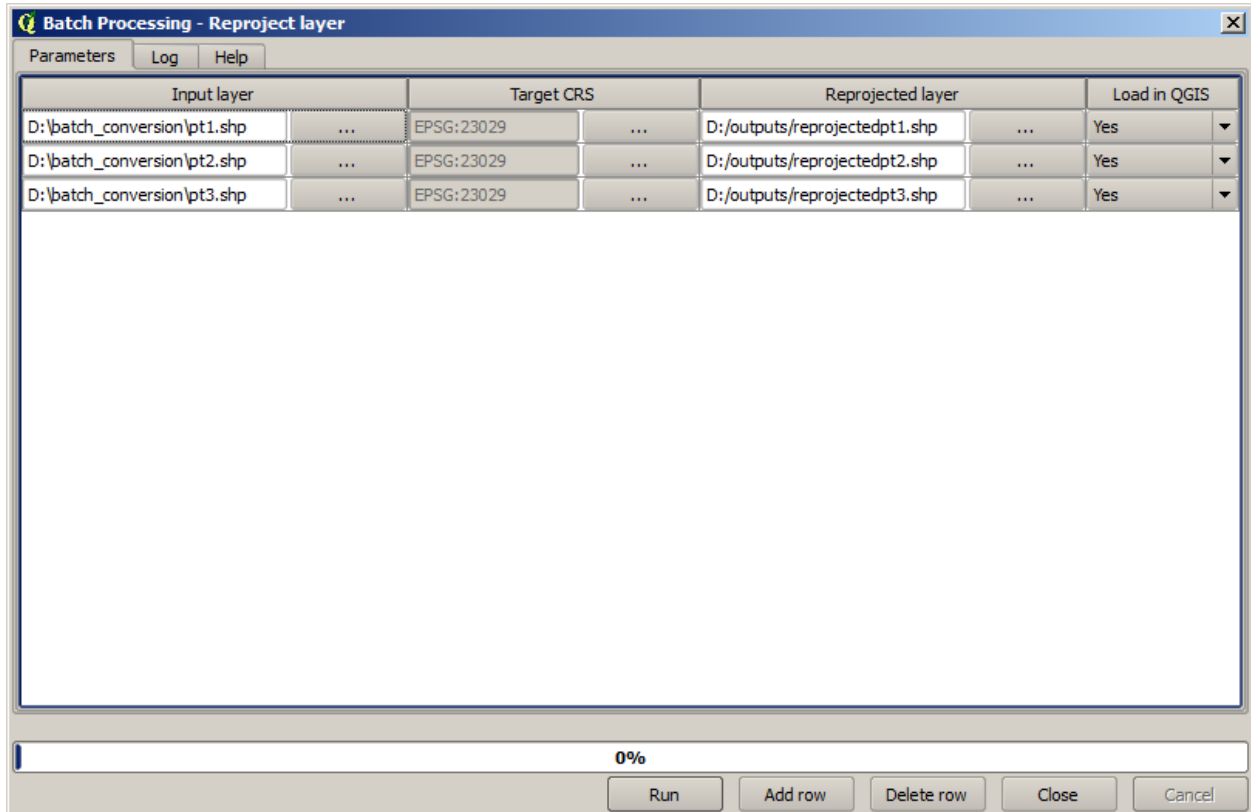 Batch Processing - Reproject layer
Parameters Log Help
Input layer Target CRS Reprojected layer Load in QGIS
D:\batch_conversion\pt1.shp ... EPSG:23029 ... D:/outputs/reprojectedpt1.shp ... Yes
D:\batch_conversion\pt2.shp ... EPSG:23029 ... D:/outputs/reprojectedpt2.shp ... Yes
D:\batch_conversion\pt3.shp ... EPSG:23029 ... D:/outputs/reprojectedpt3.shp ... Yes
0%
Run Add row Delete row Close Cancel